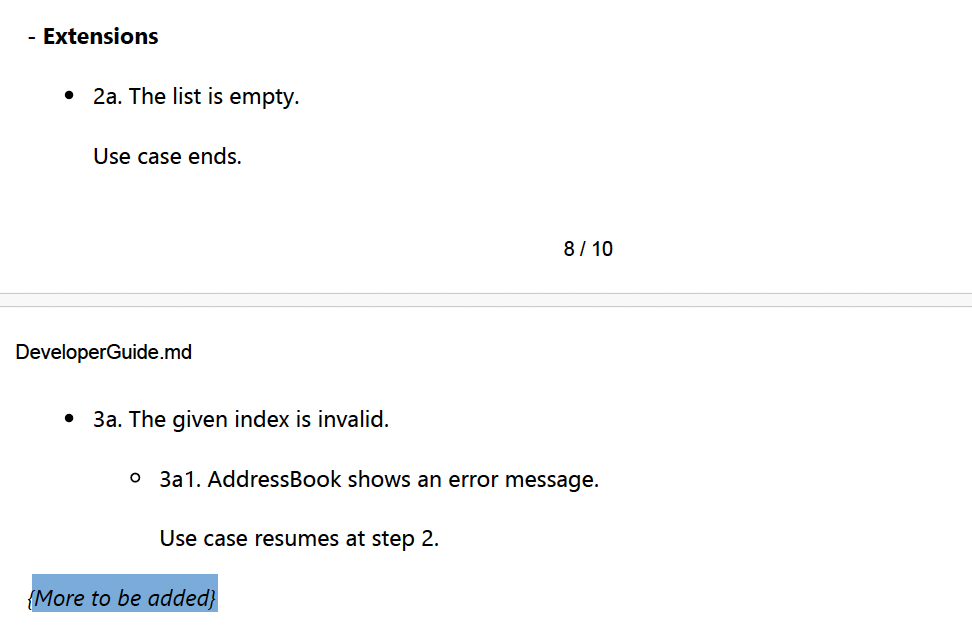 - Extensions
• 2a. The list is empty.
Use case ends.
8 / 10
DeveloperGuide.md
• 3a. The given index is invalid.
○ 3a1. AddressBook shows an error message.
Use case resumes at step 2.
{More to be added}